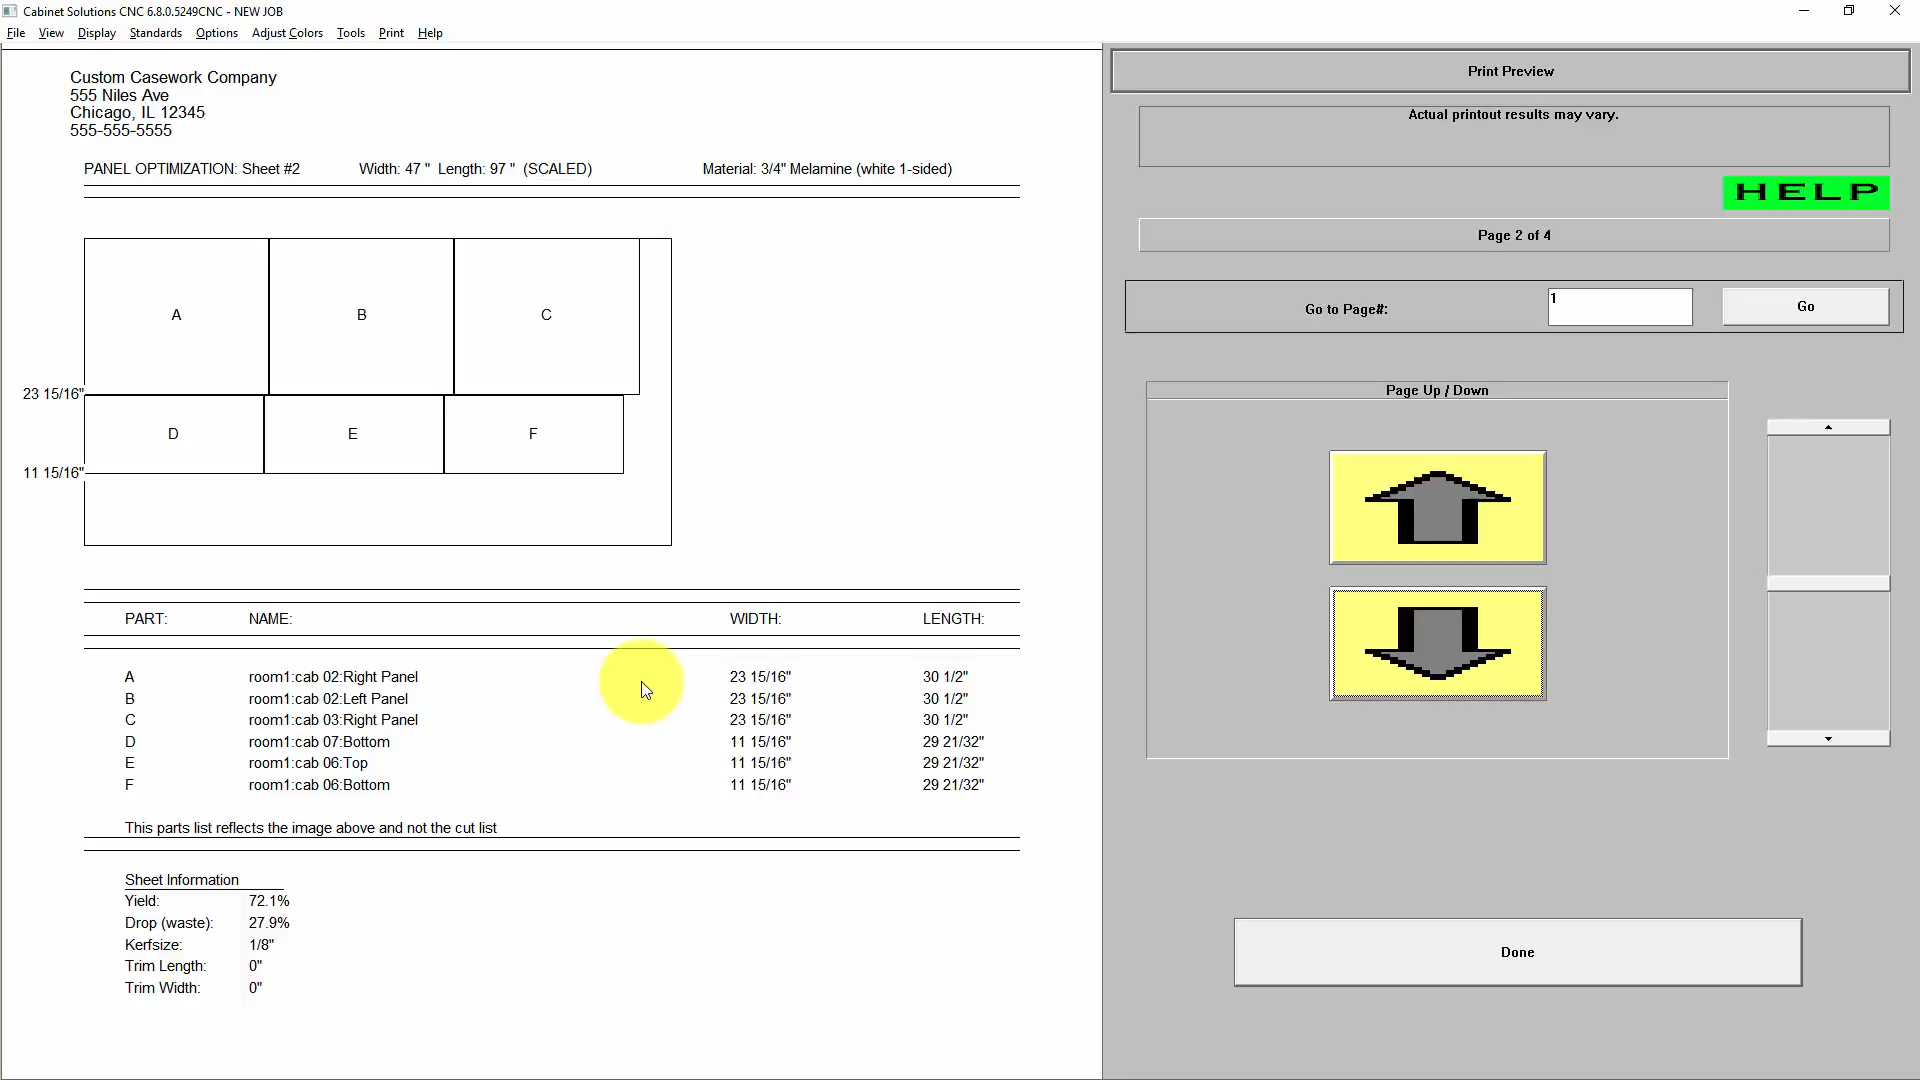 Cabinet Solutions CNC 6.8.0.5249CNC - NEW JOB
File View Display Standards Options Adjust Colors Tools Print Help
Custom Casework Company
555 Niles Ave
Chicago, IL 12345
555-555-5555
PANEL OPTIMIZATION: Sheet #2 Width: 47 " Length: 97 " (SCALED) Material: 3/4" Melamine (white 1-sided)
A B C
23 15/16"
D E F
11 15/16"
PART: NAME: WIDTH: LENGTH:
A room1:cab 02:Right Panel 23 15/16" 30 1/2"
B room1:cab 02:Left Panel 23 15/16" 30 1/2"
C room1:cab 03:Right Panel 23 15/16" 30 1/2"
D room1:cab 07:Bottom 11 15/16" 29 21/32"
E room1:cab 06:Top 11 15/16" 29 21/32"
F room1:cab 06:Bottom 11 15/16" 29 21/32"
This parts list reflects the image above and not the cut list
Sheet Information
Yield: 72.1%
Drop (waste): 27.9%
Kerfsize: 1/8"
Trim Length: 0"
Trim Width: 0"
Print Preview
Actual printout results may vary.
HELP
Page 2 of 4
Go to Page#: 1 Go
Page Up / Down
Done